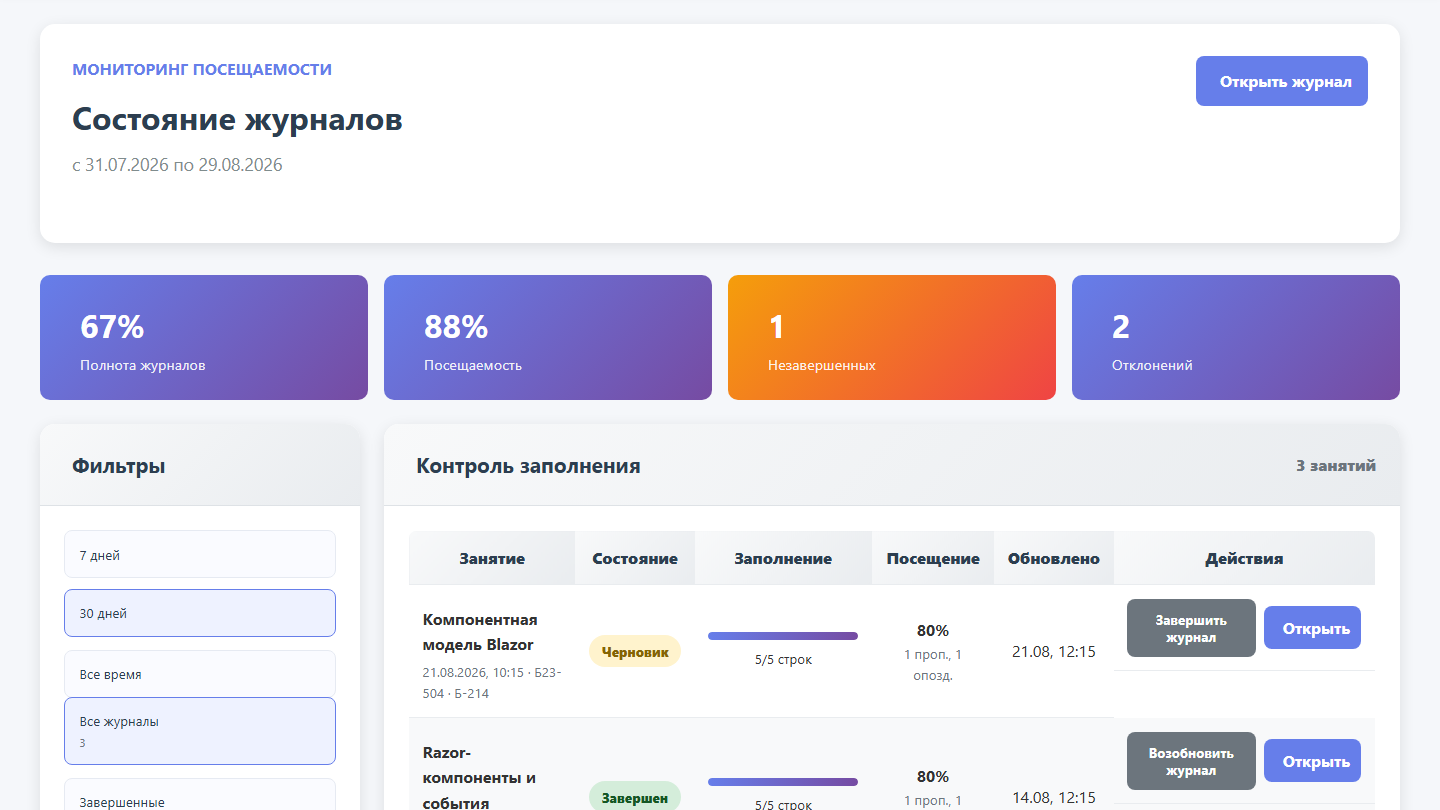 МОНИТОРИНГ ПОСЕЩАЕМОСТИ
Открыть журнал
Состояние журналов
с 31.07.2026 по 29.08.2026
67%
Полнота журналов
88%
Посещаемость
1
Незавершенных
2
Отклонений
Фильтры
7 дней
30 дней
Все время
Все журналы
3
Завершенные
Контроль заполнения
3 занятий
Занятие
Состояние
Заполнение
Посещение
Обновлено
Действия
Компонентная
модель Blazor
21.08.2026, 10:15 · Б23-
504 · Б-214
Черновик
5/5 строк
80%
1 проп., 1
опозд.
21.08, 12:15
Завершить
журнал
Открыть
Razor-
компоненты и
события
Завершен
5/5 строк
80%
1 проп., 1
14.08, 12:15
Возобновить
журнал
Открыть